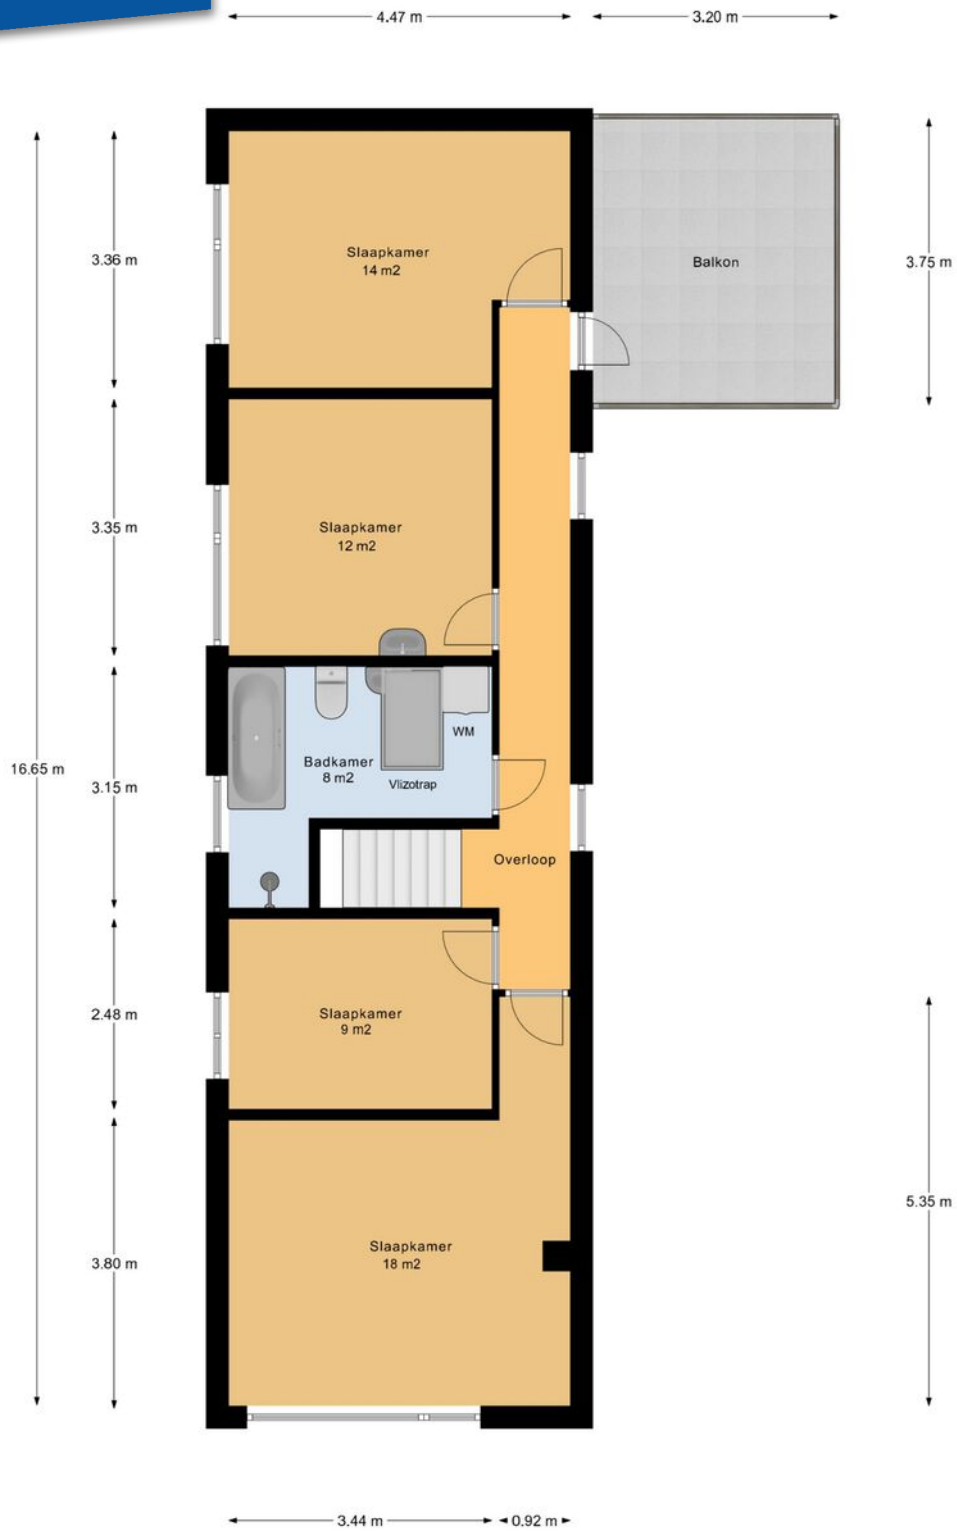 4.47 m
3.20 m
Slaapkamer
14 m2
3.36 m
Balkon
3.75 m
Slaapkamer
12 m2
3.35 m
WM
Badkamer
8 m2
Vlizotrap
16.65 m
3.15 m
Overloop
Slaapkamer
9 m2
2.48 m
5.35 m
Slaapkamer
18 m2
3.80 m
3.44 m
0.92 m